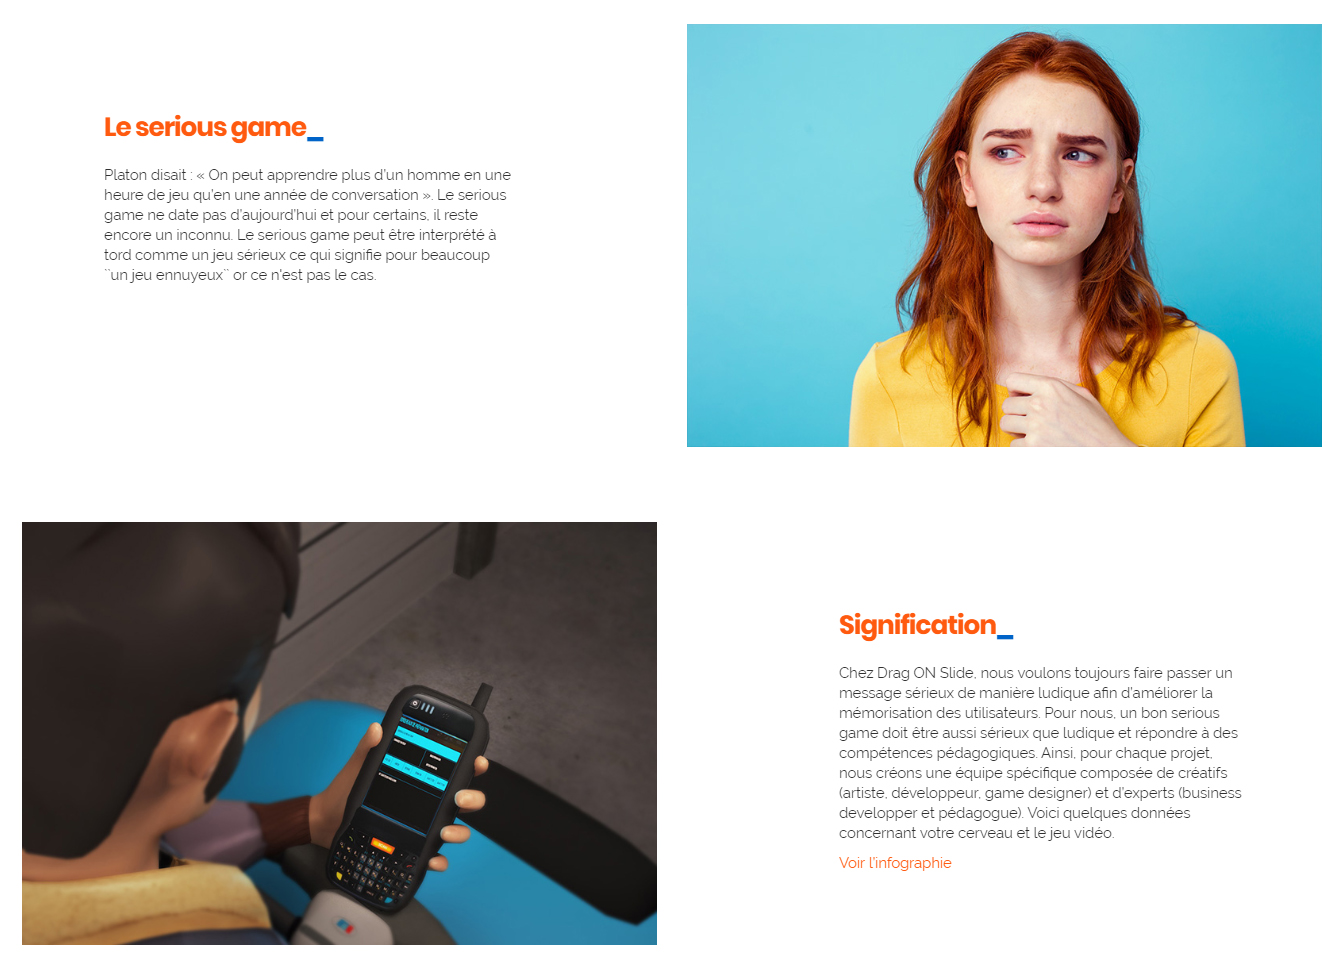 Le serious game_
Platon disait : « On peut apprendre plus d'un homme en une
heure de jeu qu'en une année de conversation ». Le serious
game ne date pas d'aujourd'hui et pour certains, il reste
encore un inconnu. Le serious game peut être interprété à
tord comme un jeu sérieux ce qui signifie pour beaucoup
``un jeu ennuyeux`` or ce n'est pas le cas.
Signification_
Chez Drag ON Slide, nous voulons toujours faire passer un
message sérieux de manière ludique afin d'améliorer la
mémorisation des utilisateurs. Pour nous, un bon serious
game doit être aussi sérieux que ludique et répondre à des
compétences pédagogiques. Ainsi, pour chaque projet,
nous créons une équipe spécifique composée de créatifs
(artiste, développeur, game designer) et d'experts (business
developper et pédagogue). Voici quelques données
concernant votre cerveau et le jeu vidéo.
Voir l'infographie